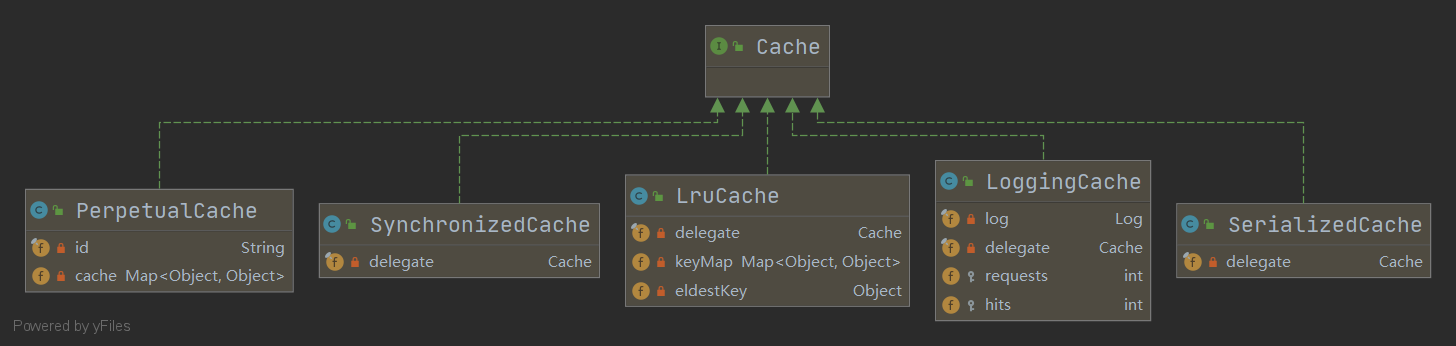 Cache
PerpetualCache
id String
cache Map<Object, Object>
SynchronizedCache
delegate Cache
LruCache
delegate Cache
keyMap Map<Object, Object>
eldestKey Object
LoggingCache
log Log
delegate Cache
requests int
hits int
SerializedCache
delegate Cache
Powered by yFiles